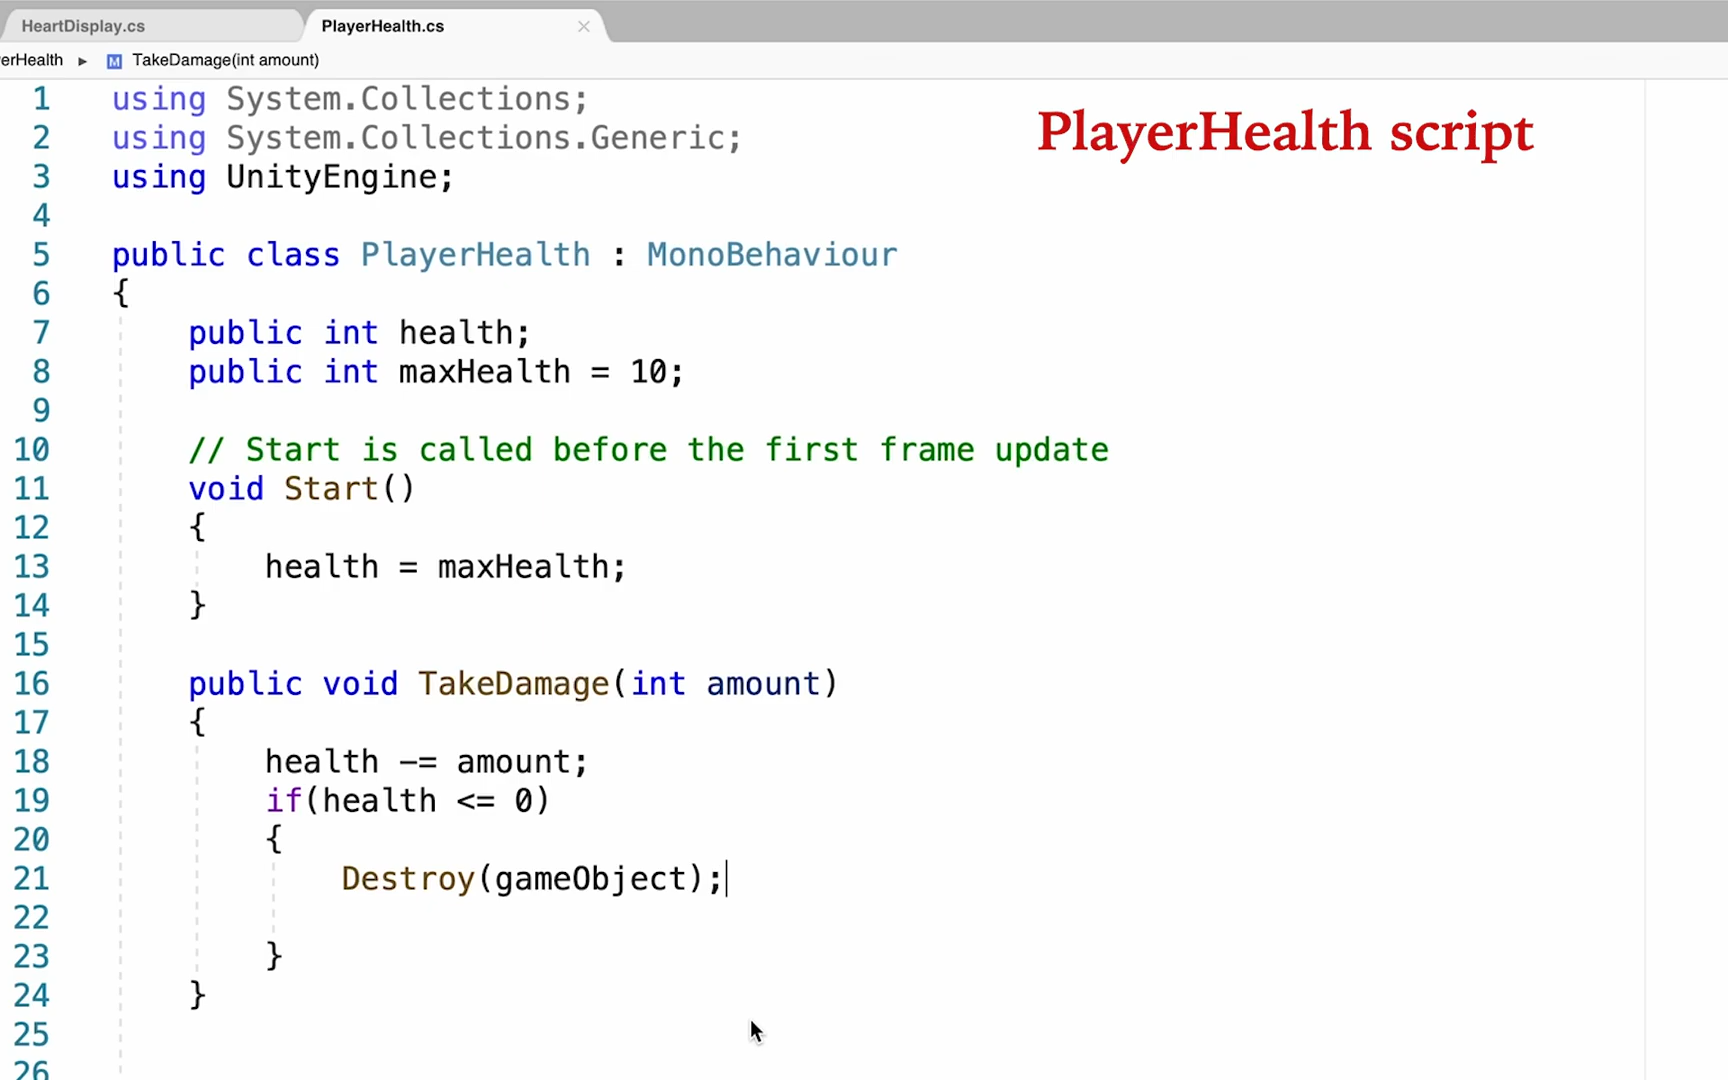 HeartDisplay.cs
PlayerHealth.cs
erHealth ▶ M TakeDamage(int amount)
PlayerHealth script
1 using System.Collections;
2 using System.Collections.Generic;
3 using UnityEngine;
4
5 public class PlayerHealth : MonoBehaviour
6 {
7 public int health;
8 public int maxHealth = 10;
9
10 // Start is called before the first frame update
11 void Start()
12 {
13 health = maxHealth;
14 }
15
16 public void TakeDamage(int amount)
17 {
18 health -= amount;
19 if(health <= 0)
20 {
21 Destroy(gameObject);
22
23 }
24 }
25
26